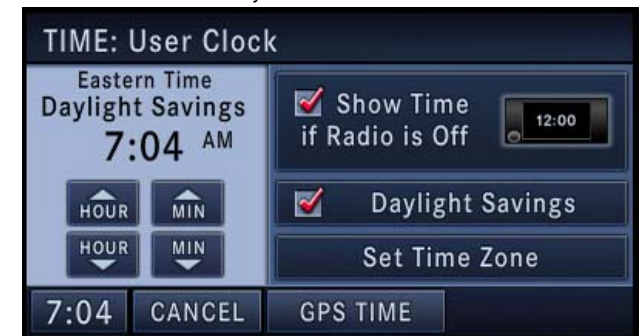 TIME: User Clock
Eastern Time
Daylight Savings
7:04 AM
HOUR MIN
HOUR MIN
Show Time
if Radio is Off
12:00
Daylight Savings
Set Time Zone
7:04 CANCEL GPS TIME